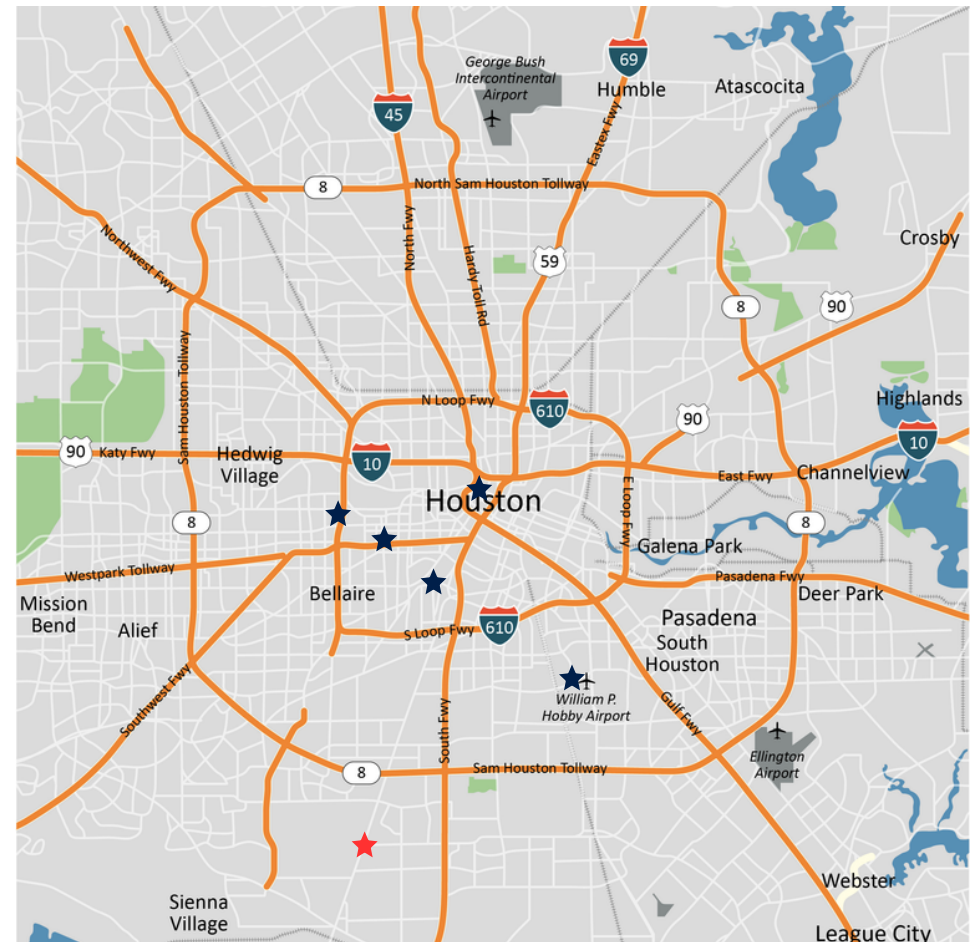 George Bush
Intercontinental
Airport
69
Humble
Atascocita
45
Eastex Fwy
8
North Sam Houston Tollway
North Fwy
Hardy Toll Rd
Northwest Fwy
59
Crosby
8
90
Sam Houston Tollway
N Loop Fwy
610
Highlands
90
90
Katy Fwy
Hedwig
Village
10
10
East Fwy
Channelview
E Loop Fwy
Houston
8
8
Galena Park
Westpark Tollway
Pasadena Fwy
Mission
Bend
Bellaire
Deer Park
Alief
S Loop Fwy
610
Pasadena
South
Houston
Southwest Fwy
William P.
Hobby Airport
Gulf Fwy
South Fwy
Ellington
Airport
8
Sam Houston Tollway
Webster
Sienna
Village
League City